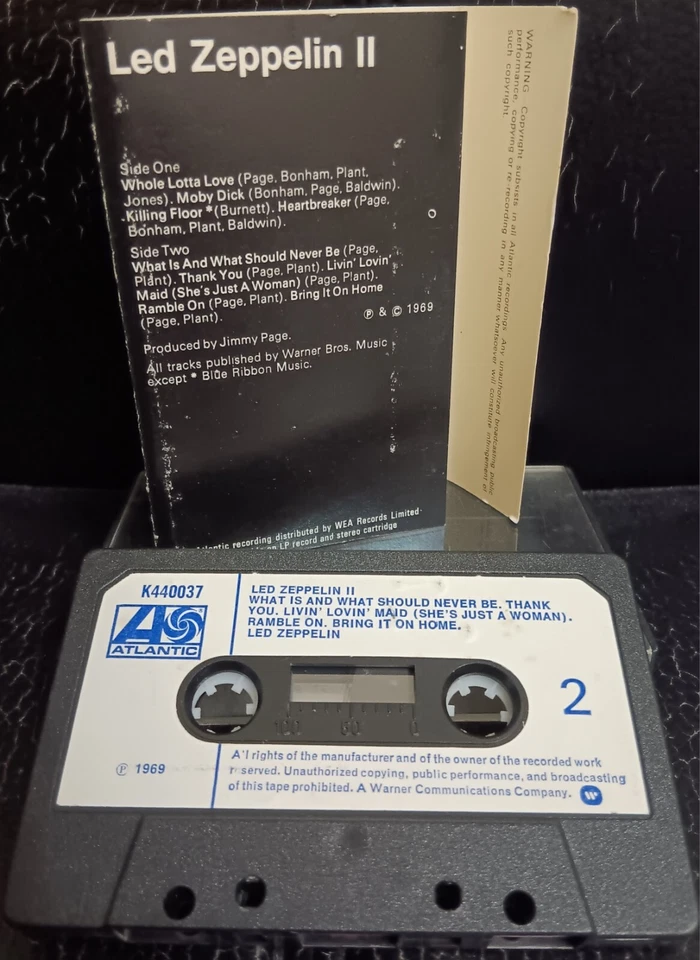 Led Zeppelin II
Side One
Whole Lotta Love (Page, Bonham, Plant,
Jones). Moby Dick (Bonham, Page, Baldwin).
Killing Floor *(Burnett). Heartbreaker (Page,
Bonham, Plant, Baldwin).
Side Two
What Is And What Should Never Be (Page,
Plant). Thank You (Page, Plant). Livin' Lovin'
Maid (She's Just A Woman) (Page, Plant).
Ramble On (Page, Plant). Bring It On Home
(Page, Plant).
℗ & © 1969
Produced by Jimmy Page.
All tracks published by Warner Bros. Music
except * Blue Ribbon Music.
recording distributed by WEA Records Limited
LP record and stereo cartridge
WARNING Copyright subsists in all Atlantic recordings. Any unauthorized broadcasting, public
performance, copying or re-recording in any manner whatsoever will constitute infringement of
such copyright.
K440037
ATLANTIC
℗ 1969
LED ZEPPELIN II
WHAT IS AND WHAT SHOULD NEVER BE. THANK
YOU. LIVIN' LOVIN' MAID (SHE'S JUST A WOMAN).
RAMBLE ON. BRING IT ON HOME.
LED ZEPPELIN
2
100 50 0
All rights of the manufacturer and of the owner of the recorded work
reserved. Unauthorized copying, public performance, and broadcasting
of this tape prohibited. A Warner Communications Company.